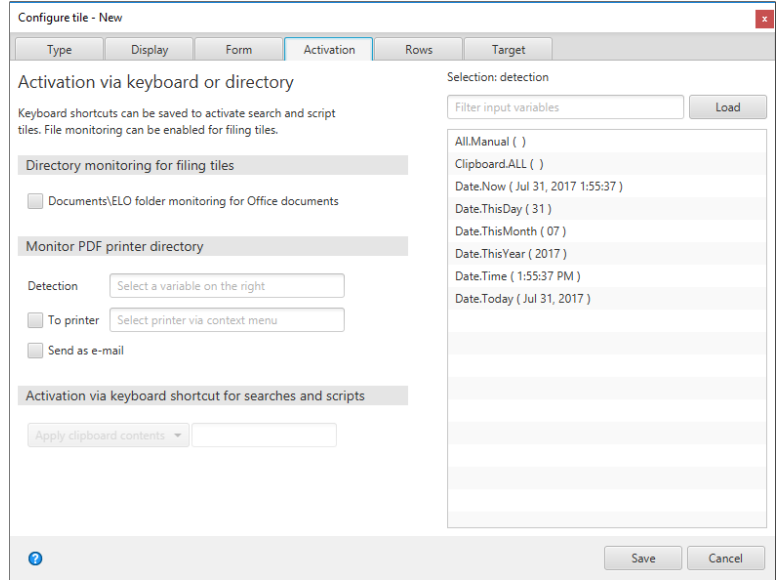 Configure tile - New
x
Type Display Form Activation Rows Target
Activation via keyboard or directory
Keyboard shortcuts can be saved to activate search and script
tiles. File monitoring can be enabled for filing tiles.
Directory monitoring for filing tiles
Documents\ELO folder monitoring for Office documents
Monitor PDF printer directory
Detection Select a variable on the right
To printer Select printer via context menu
Send as e-mail
Activation via keyboard shortcut for searches and scripts
Apply clipboard contents
Selection: detection
Filter input variables Load
All.Manual ( )
Clipboard.ALL ( )
Date.Now ( Jul 31, 2017 1:55:37 )
Date.ThisDay ( 31 )
Date.ThisMonth ( 07 )
Date.ThisYear ( 2017 )
Date.Time ( 1:55:37 PM )
Date.Today ( Jul 31, 2017 )
? Save Cancel